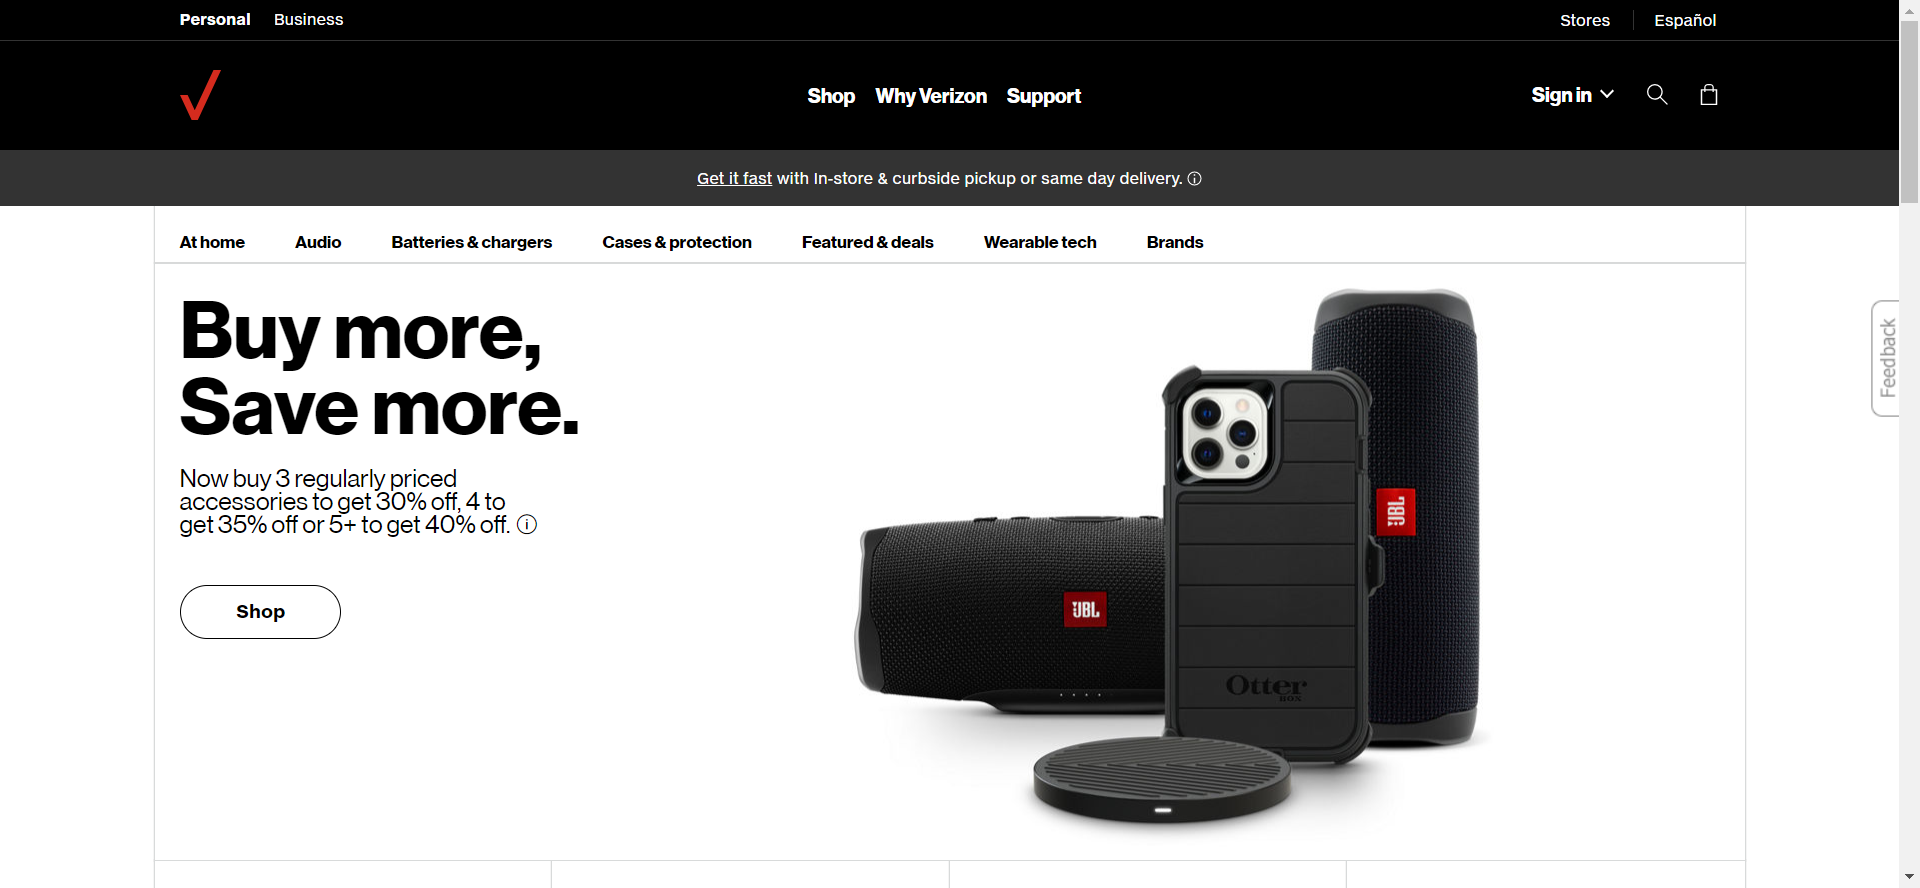 Personal Business
Stores Español
Shop Why Verizon Support
Sign in
Get it fast with In-store & curbside pickup or same day delivery.
At home Audio Batteries & chargers Cases & protection Featured & deals Wearable tech Brands
Buy more,
Save more.
Now buy 3 regularly priced
accessories to get 30% off, 4 to
get 35% off or 5+ to get 40% off.
Shop
JBL
JBL
Otter
BOX
Feedback